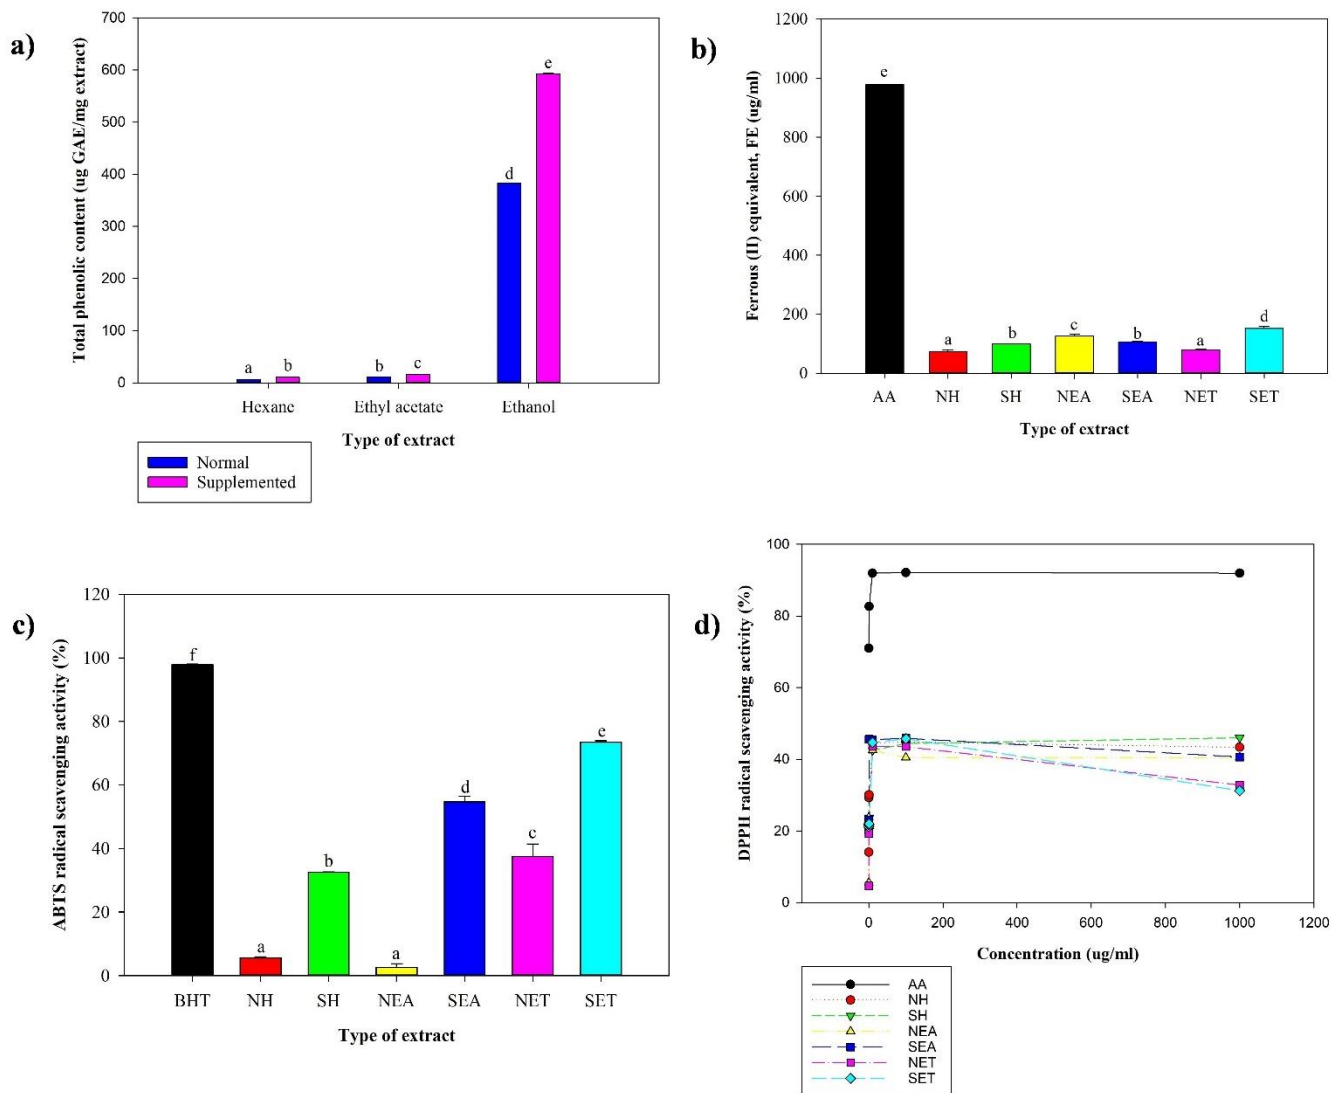 a)
Total phenolic content (ug GAE/mg extract)
700
600
500
400
300
200
100
0
a
b
b
c
d
e
Hexane
Ethyl acetate
Ethanol
Type of extract
Normal
Supplemented
b)
Ferrous (II) equivalent, FE (ug/ml)
1200
1000
800
600
400
200
0
e
a
b
c
b
a
d
AA
NH
SH
NEA
SEA
NET
SET
Type of extract
c)
ABTS radical scavenging activity (%)
120
100
80
60
40
20
0
f
a
b
a
d
c
e
BHT
NH
SH
NEA
SEA
NET
SET
Type of extract
d)
DPPH radical scavenging activity (%)
100
80
60
40
20
0
0
200
400
600
800
1000
1200
Concentration (ug/ml)
AA
NH
SH
NEA
SEA
NET
SET